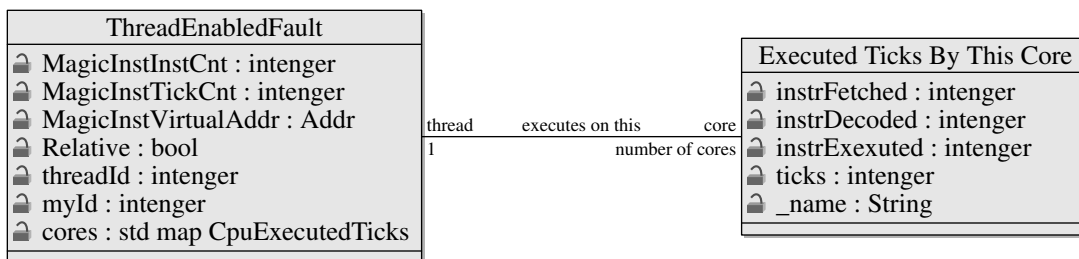 ThreadEnabledFault
MagicInstInstCnt : intenger
MagicInstTickCnt : intenger
MagicInstVirtualAddr : Addr
Relative : bool
threadId : intenger
myId : intenger
cores : std map CpuExecutedTicks
thread executes on this core
1 number of cores
Executed Ticks By This Core
instrFetched : intenger
instrDecoded : intenger
instrExexuted : intenger
ticks : intenger
_name : String